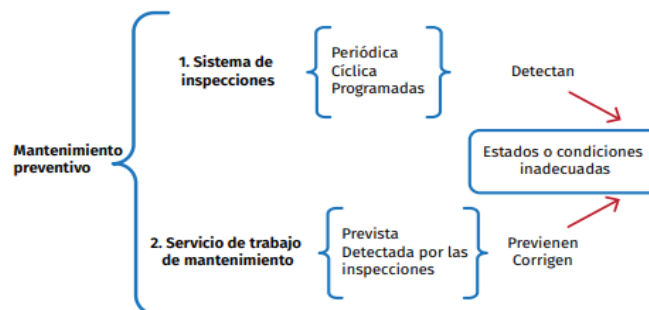 Mantenimiento
preventivo
1. Sistema de
inspecciones
Periódica
Cíclica
Programadas
Detectan
Estados o condiciones
inadecuadas
2. Servicio de trabajo
de mantenimiento
Prevista
Detectada por las
inspecciones
Previenen
Corrigen